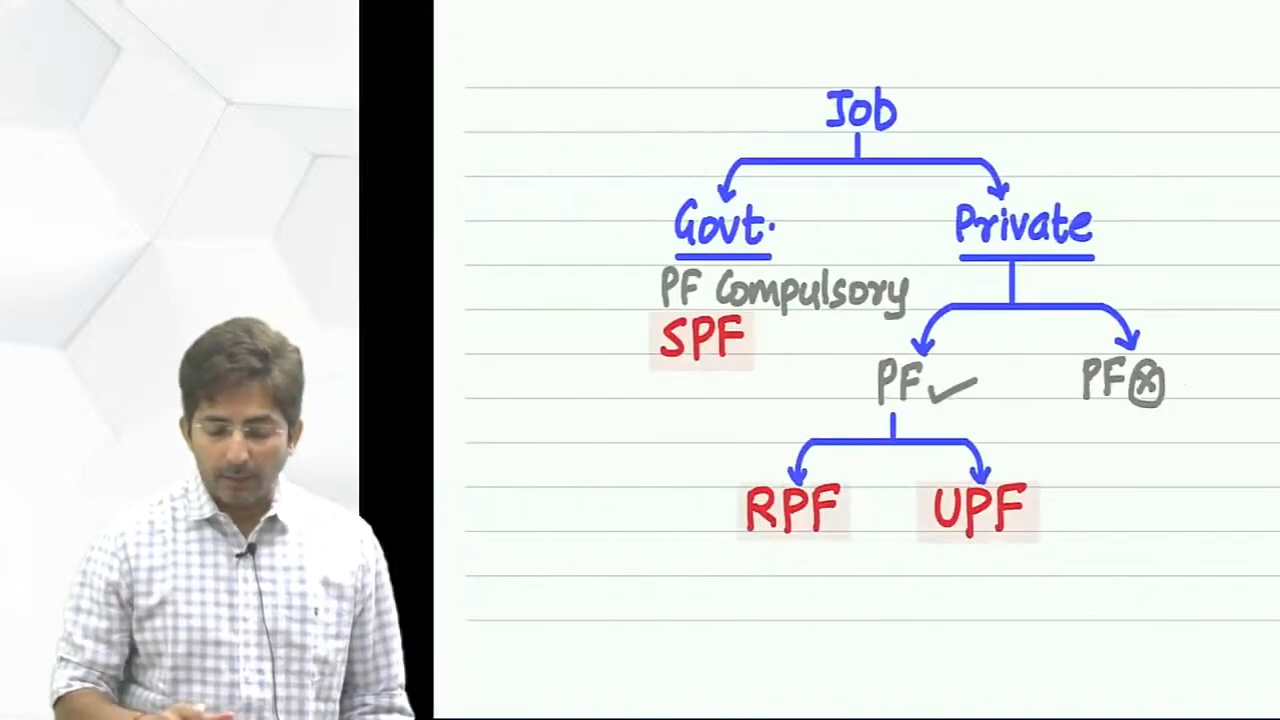 Job
Govt. Private
PF Compulsory
SPF
PF✓ PF⊗
RPF UPF